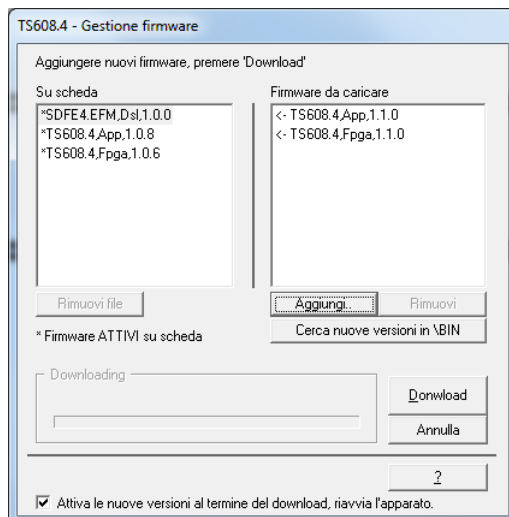 TS608.4 - Gestione firmware
Aggiungere nuovi firmware, premere 'Download'
Su scheda
Firmware da caricare
*SDFE4.EFM,Dsl,1.0.0
*TS608.4,App,1.0.8
*TS608.4,Fpga,1.0.6
<- TS608.4,App,1.1.0
<- TS608.4,Fpga,1.1.0
Rimuovi file
Aggiungi..
Rimuovi
* Firmware ATTIVI su scheda
Cerca nuove versioni in \BIN
Downloading
Donwload
Annulla
?
Attiva le nuove versioni al termine del download, riavvia l'apparato.